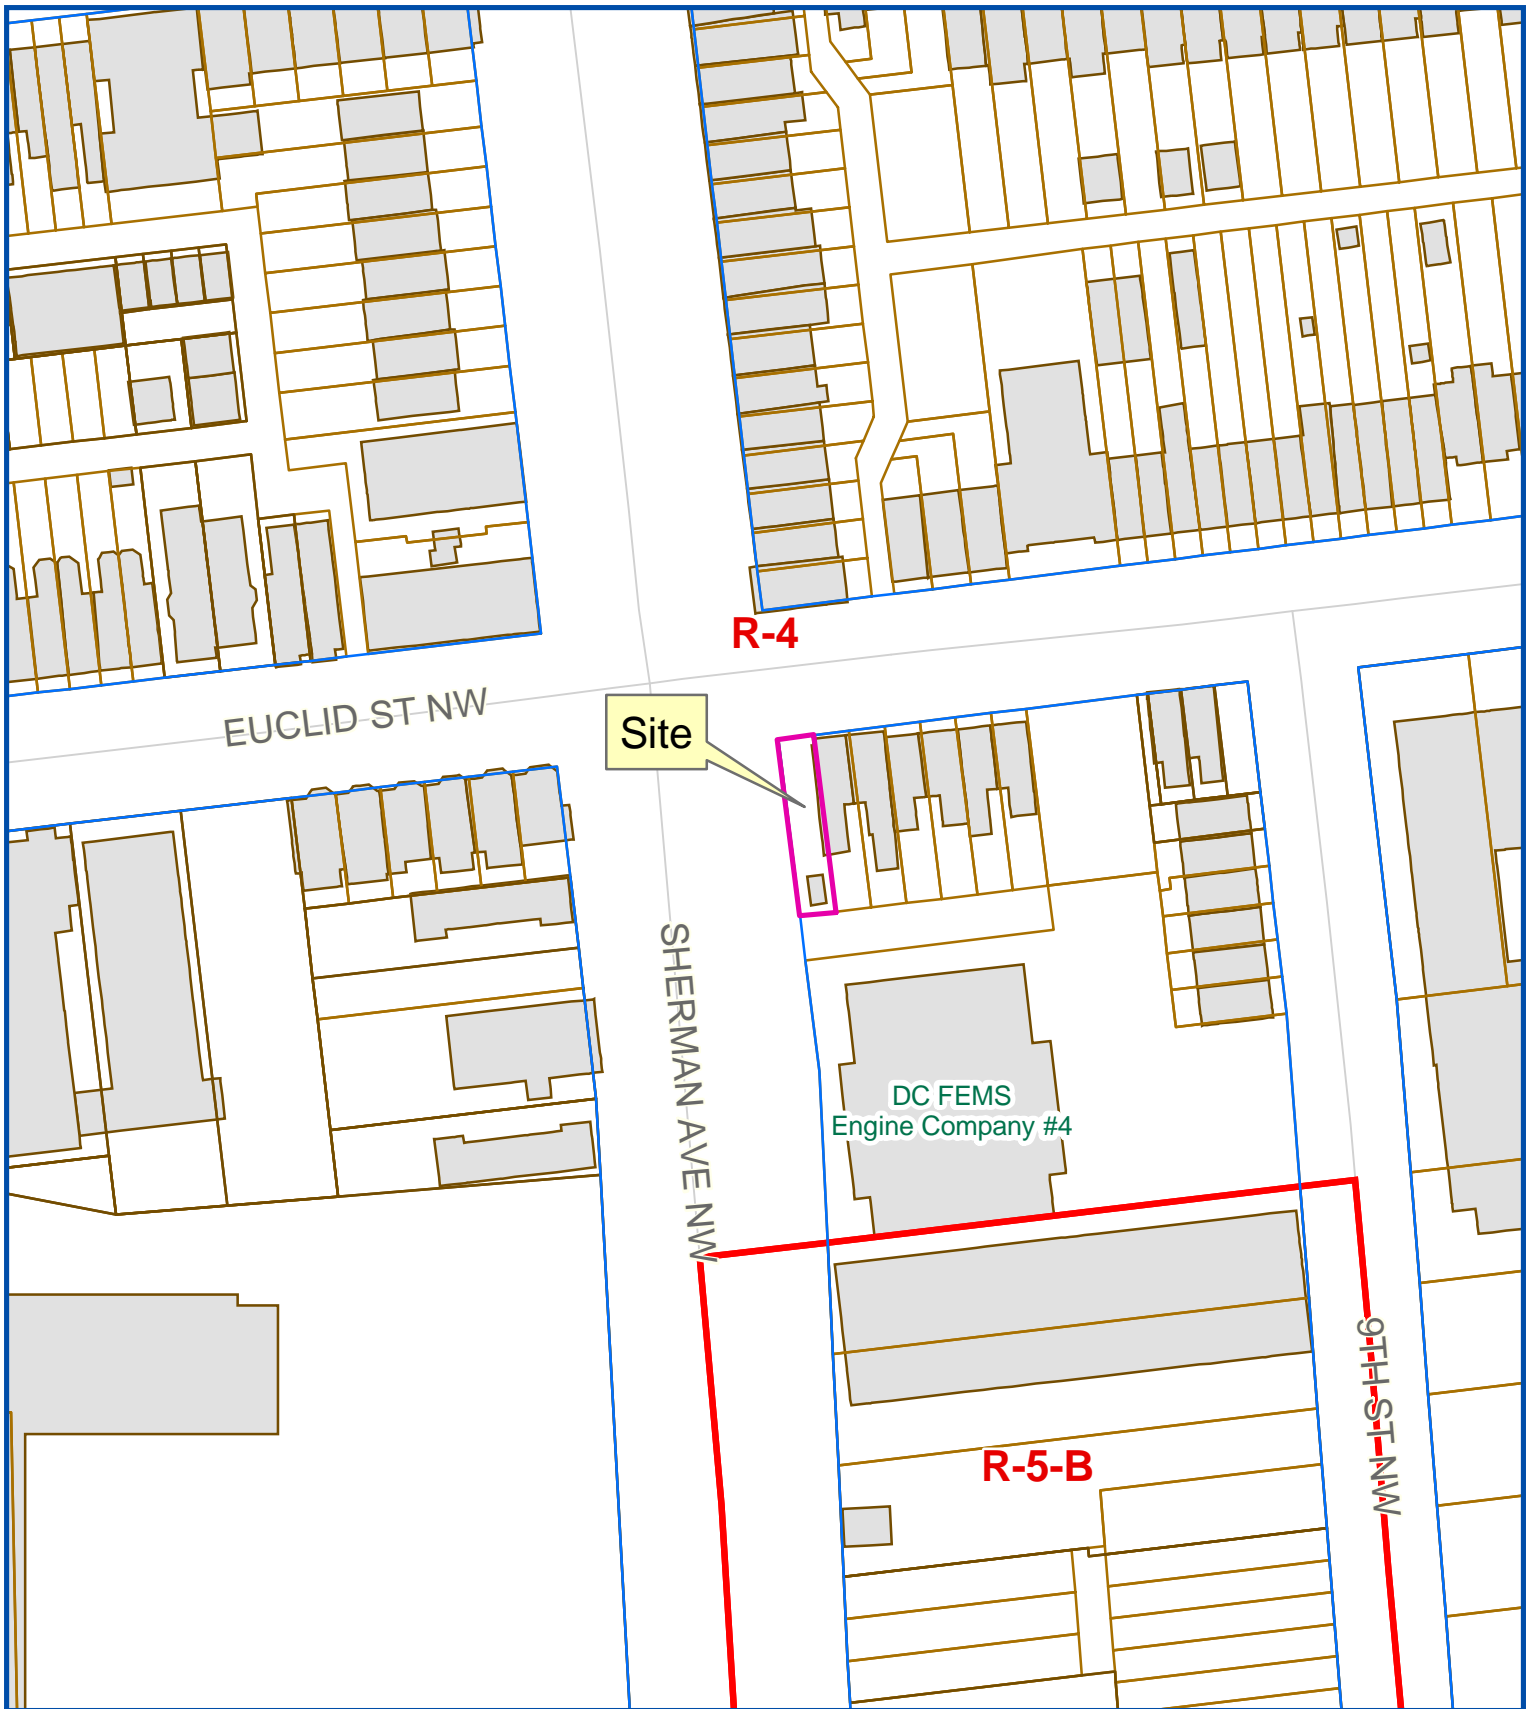 R-4
EUCLID ST NW
Site
SHERMAN AVE NW
DC FEMS
Engine Company #4
9TH ST NW
R-5-B